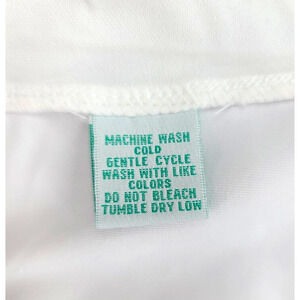 MACHINE WASH
COLD
GENTLE CYCLE
WASH WITH LIKE
COLORS
DO NOT BLEACH
TUMBLE DRY LOW